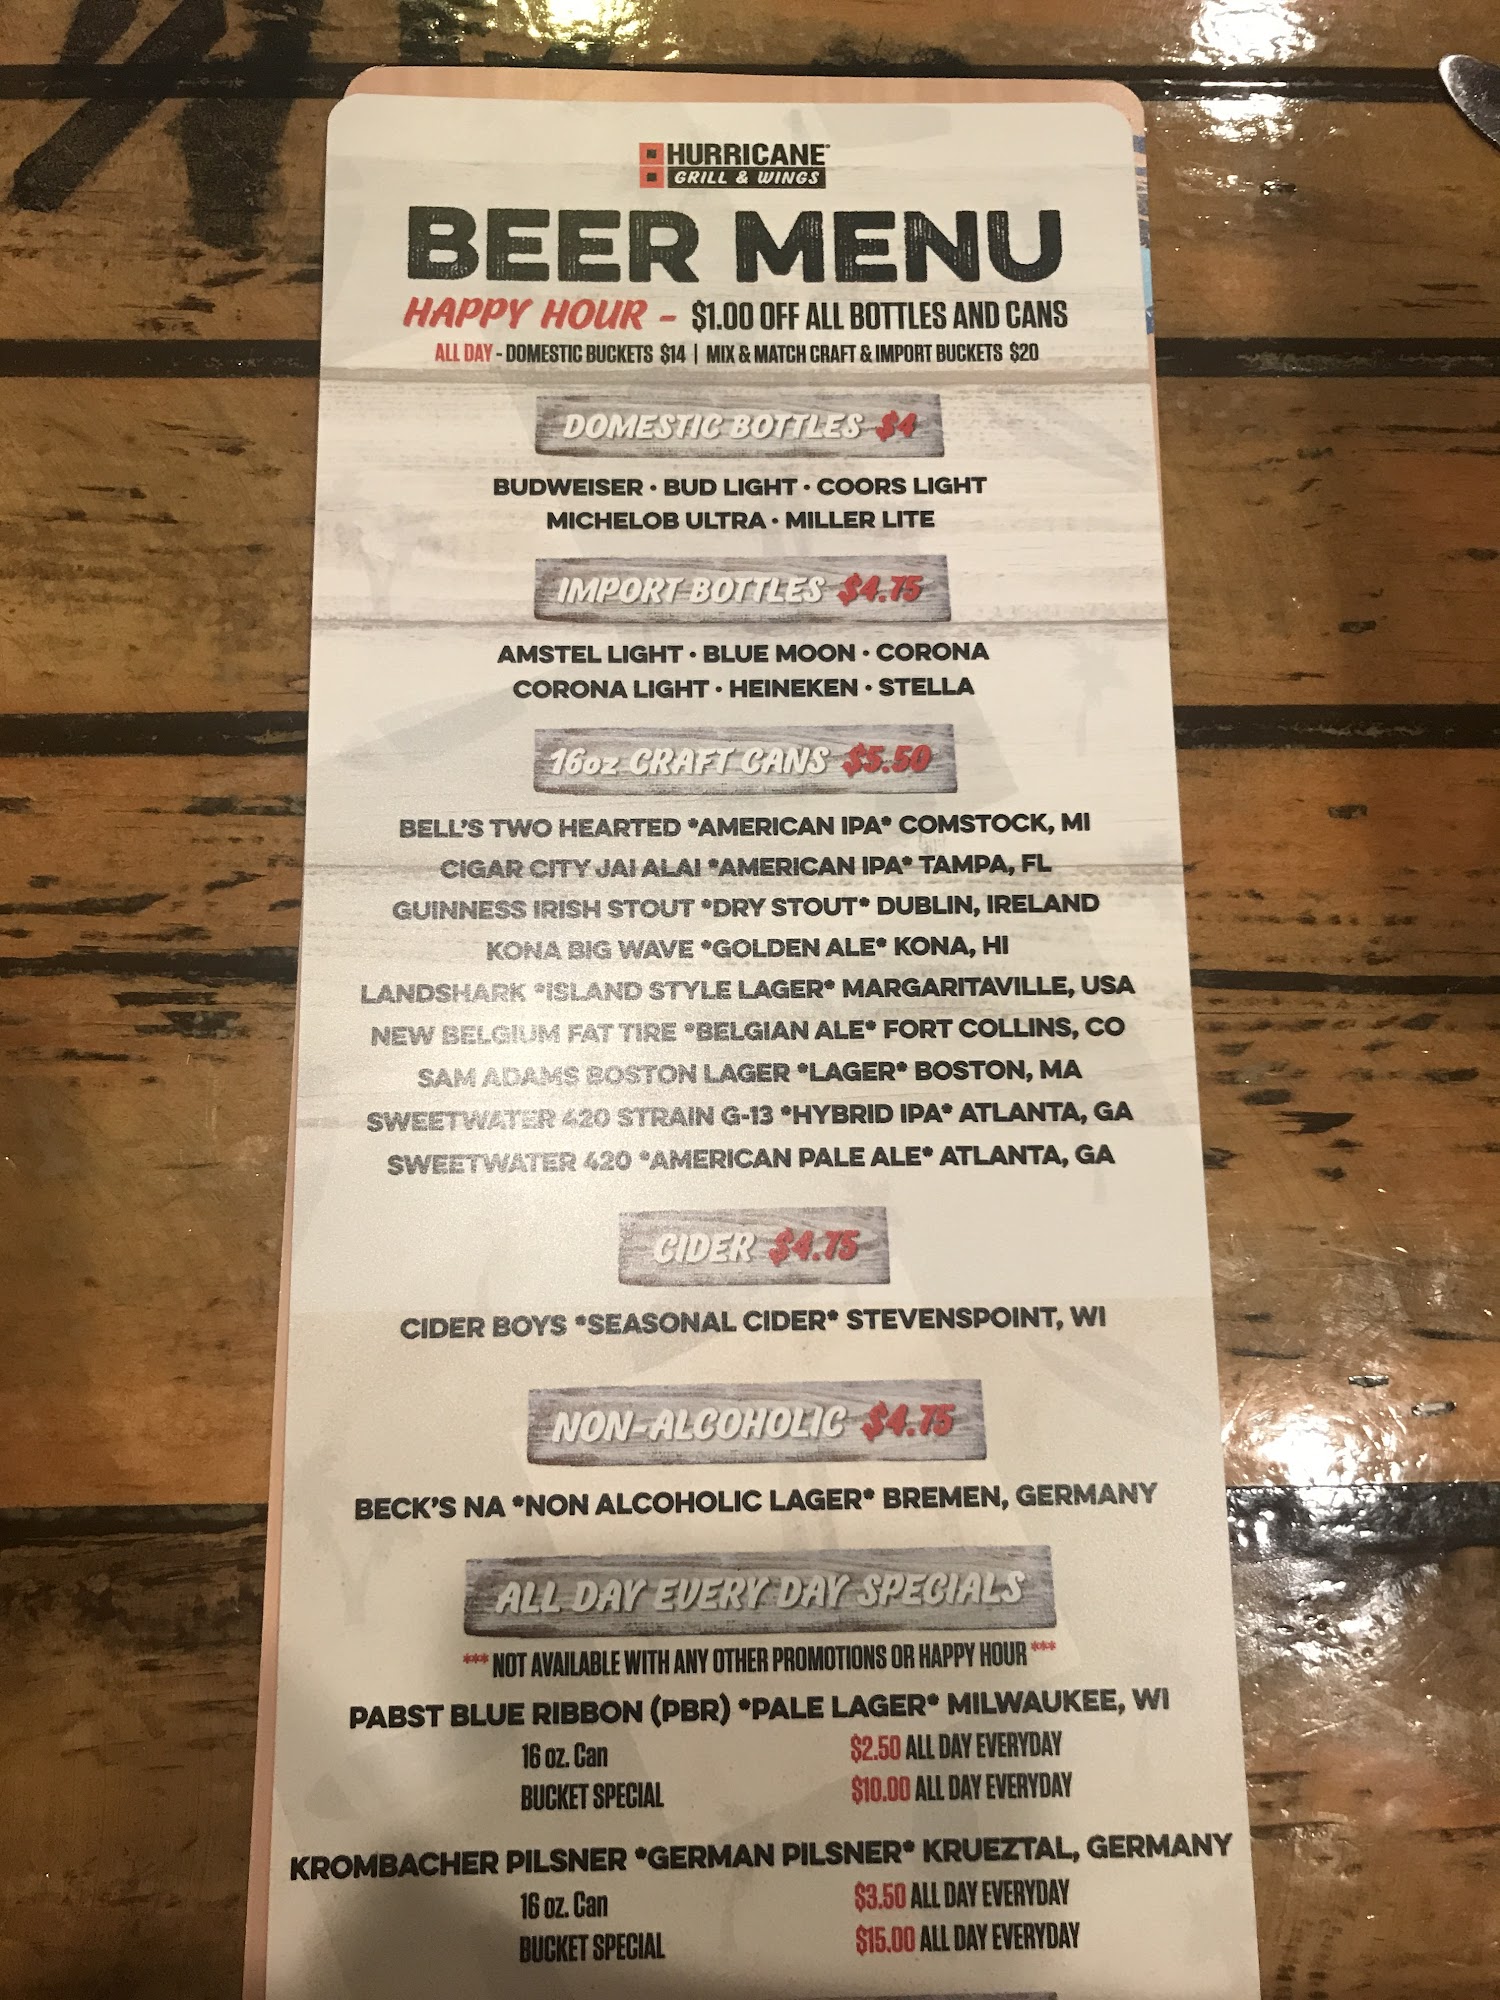 HURRICANE
GRILL & WINGS
BEER MENU
HAPPY HOUR - $1.00 OFF ALL BOTTLES AND CANS
ALL DAY - DOMESTIC BUCKETS $14 | MIX & MATCH CRAFT & IMPORT BUCKETS $20
DOMESTIC BOTTLES $4
BUDWEISER • BUD LIGHT • COORS LIGHT
MICHELOB ULTRA • MILLER LITE
IMPORT BOTTLES $4.75
AMSTEL LIGHT • BLUE MOON • CORONA
CORONA LIGHT • HEINEKEN • STELLA
16oz CRAFT CANS $5.50
BELL'S TWO HEARTED *AMERICAN IPA* COMSTOCK, MI
CIGAR CITY JAI ALAI *AMERICAN IPA* TAMPA, FL
GUINNESS IRISH STOUT *DRY STOUT* DUBLIN, IRELAND
KONA BIG WAVE *GOLDEN ALE* KONA, HI
LANDSHARK *ISLAND STYLE LAGER* MARGARITAVILLE, USA
NEW BELGIUM FAT TIRE *BELGIAN ALE* FORT COLLINS, CO
SAM ADAMS BOSTON LAGER *LAGER* BOSTON, MA
SWEETWATER 420 STRAIN G-13 *HYBRID IPA* ATLANTA, GA
SWEETWATER 420 *AMERICAN PALE ALE* ATLANTA, GA
CIDER $4.75
CIDER BOYS *SEASONAL CIDER* STEVENSPOINT, WI
NON-ALCOHOLIC $4.75
BECK'S NA *NON ALCOHOLIC LAGER* BREMEN, GERMANY
ALL DAY EVERY DAY SPECIALS
*** NOT AVAILABLE WITH ANY OTHER PROMOTIONS OR HAPPY HOUR ***
PABST BLUE RIBBON (PBR) *PALE LAGER* MILWAUKEE, WI
16 oz. Can $2.50 ALL DAY EVERYDAY
BUCKET SPECIAL $10.00 ALL DAY EVERYDAY
KROMBACHER PILSNER *GERMAN PILSNER* KRUEZTAL, GERMANY
16 oz. Can $3.50 ALL DAY EVERYDAY
BUCKET SPECIAL $15.00 ALL DAY EVERYDAY